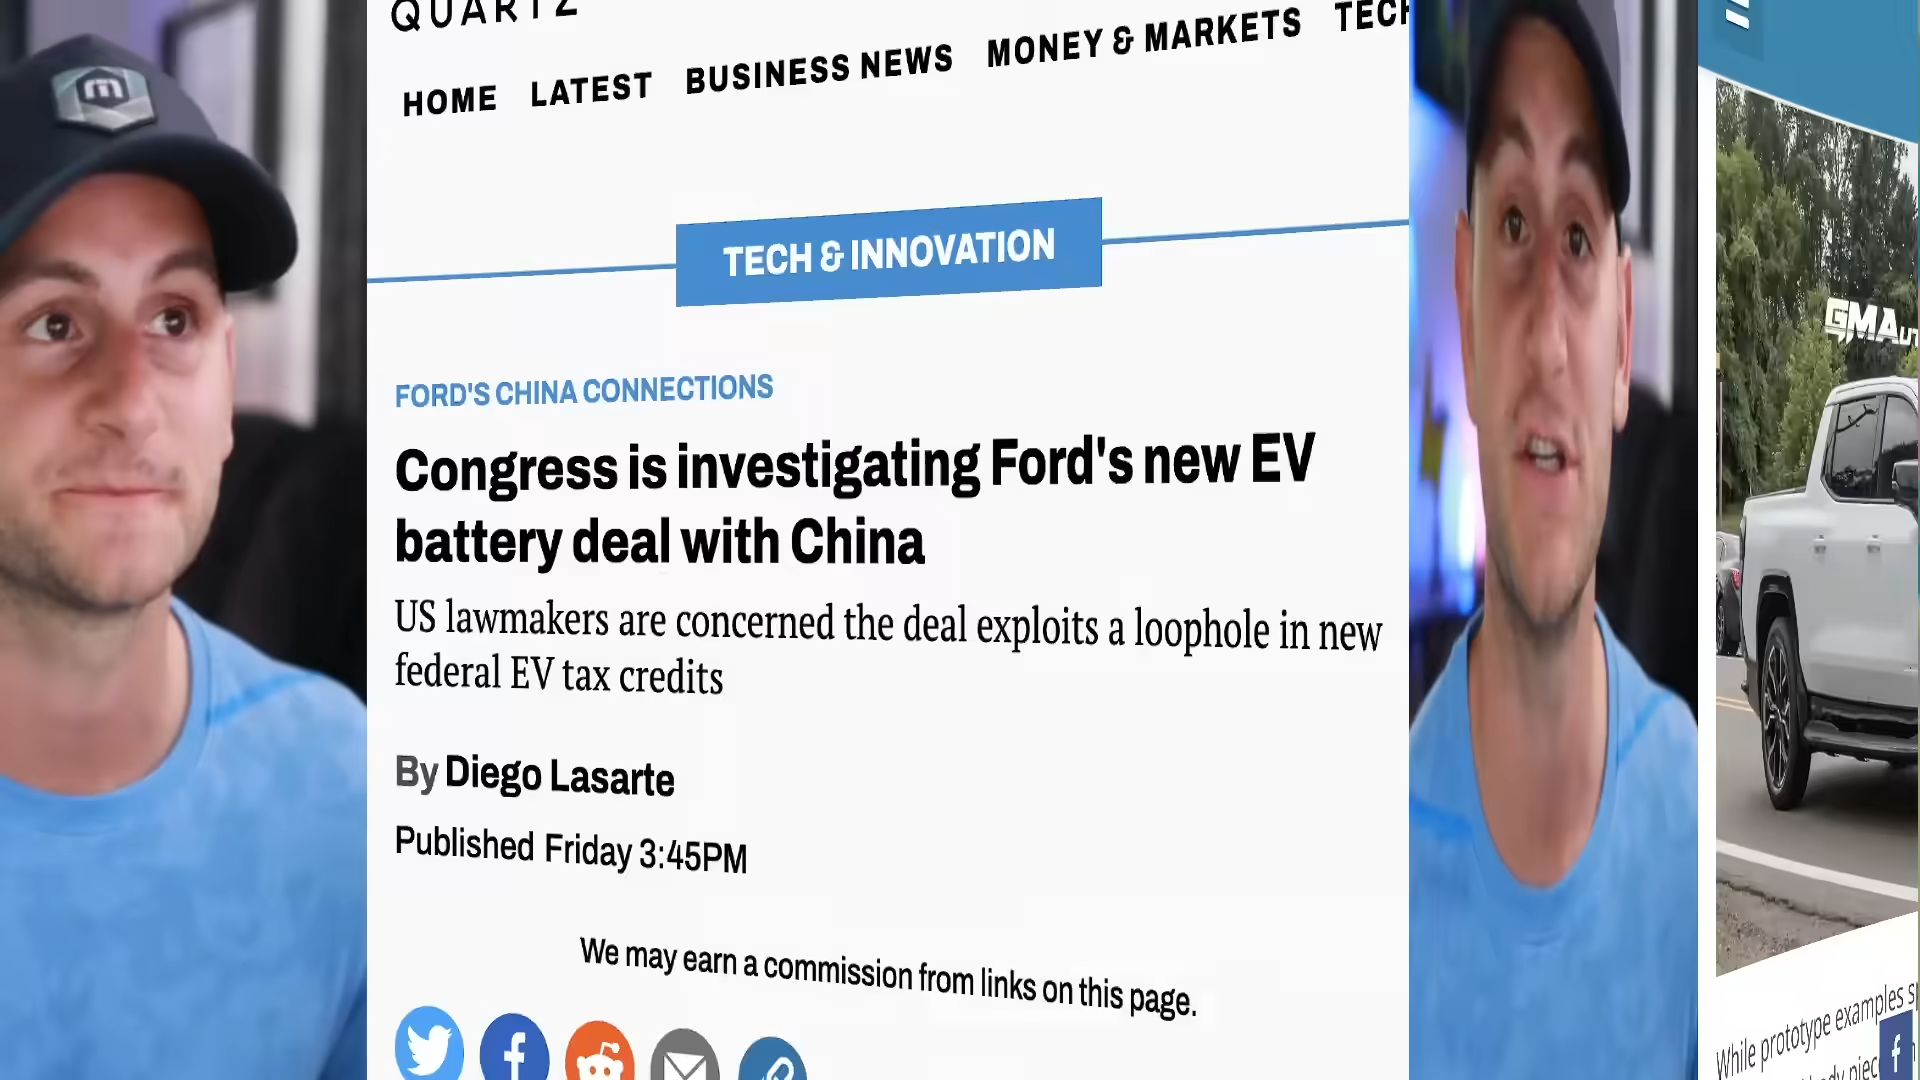 QUARTZ
HOME LATEST BUSINESS NEWS MONEY & MARKETS TECH
TECH & INNOVATION
FORD'S CHINA CONNECTIONS
Congress is investigating Ford's new EV
battery deal with China
US lawmakers are concerned the deal exploits a loophole in new
federal EV tax credits
By Diego Lasarte
Published Friday 3:45PM
We may earn a commission from links on this page.
m
GMAut
While prototype examples s